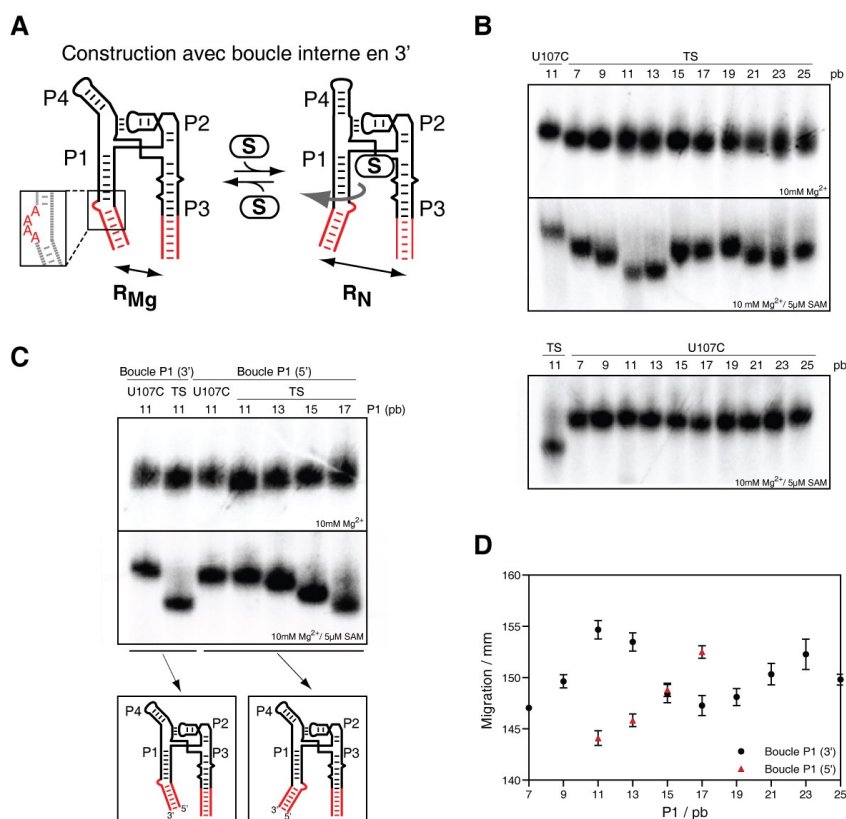 A
Construction avec boucle interne en 3'
P4
P2
P1
P3
A
A
A
A
S
S
RMg
P4
P2
P1
S
P3
RN
B
U107C TS
11 7 9 11 13 15 17 19 21 23 25 pb
10mM Mg²⁺
10 mM Mg²⁺/ 5µM SAM
TS U107C
11 7 9 11 13 15 17 19 21 23 25 pb
10mM Mg²⁺/ 5µM SAM
C
Boucle P1 (3') Boucle P1 (5')
U107C TS U107C TS
11 11 11 11 13 15 17 P1 (pb)
10mM Mg²⁺
10mM Mg²⁺/ 5µM SAM
P4
P2
P1
P3
3' 5'
P4
P2
P1
P3
3' 5'
D
160
155
150
145
140
Migration / mm
Boucle P1 (3')
Boucle P1 (5')
7 9 11 13 15 17 19 21 23 25
P1 / pb